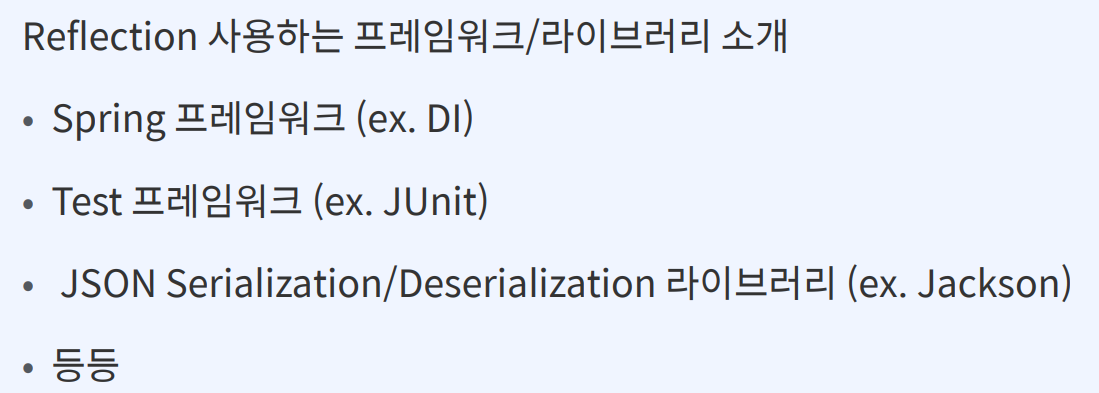 Reflection 사용하는 프레임워크/라이브러리 소개
• Spring 프레임워크 (ex. DI)
• Test 프레임워크 (ex. JUnit)
• JSON Serialization/Deserialization 라이브러리 (ex. Jackson)
• 등등